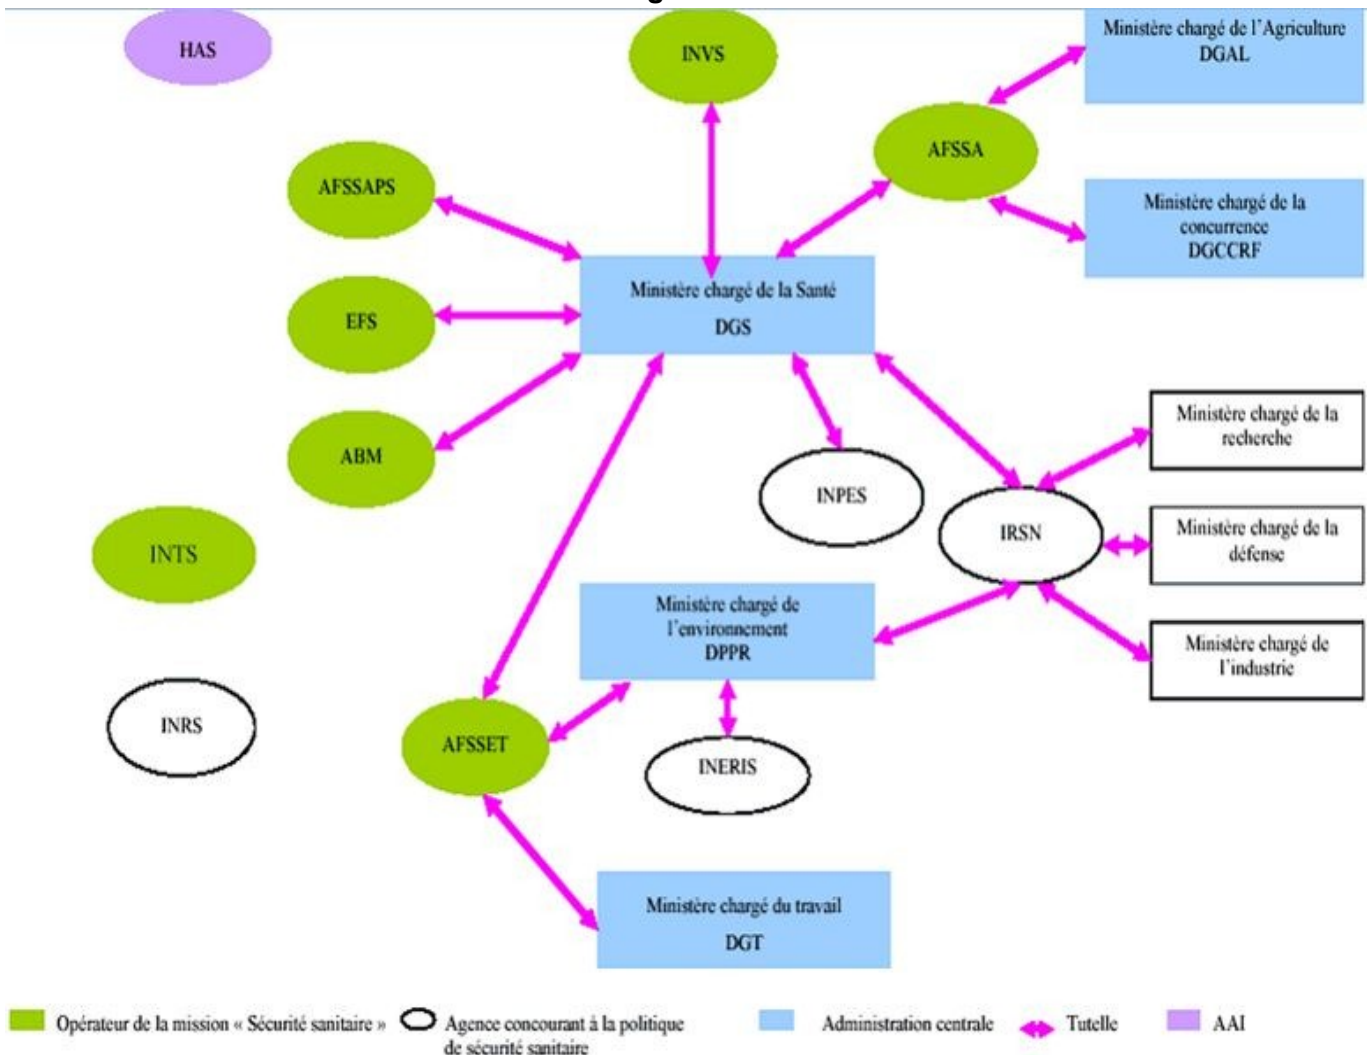 HAS
INVS
Ministère chargé de l'Agriculture
DGAL
AFSSA
AFSSAPS
Ministère chargé de la
concurrence
DGCCRF
Ministère chargé de la Santé
DGS
EFS
ABM
Ministère chargé de la
recherche
INPES
IRSN
Ministère chargé de la
défense
INTS
Ministère chargé de
l'environnement
DPPR
Ministère chargé de
l'industrie
INRS
AFSSET
INERIS
Ministère chargé du travail
DGT
Opérateur de la mission « Sécurité sanitaire »
Agence concourant à la politique
de sécurité sanitaire
Administration centrale
Tutelle
AAI